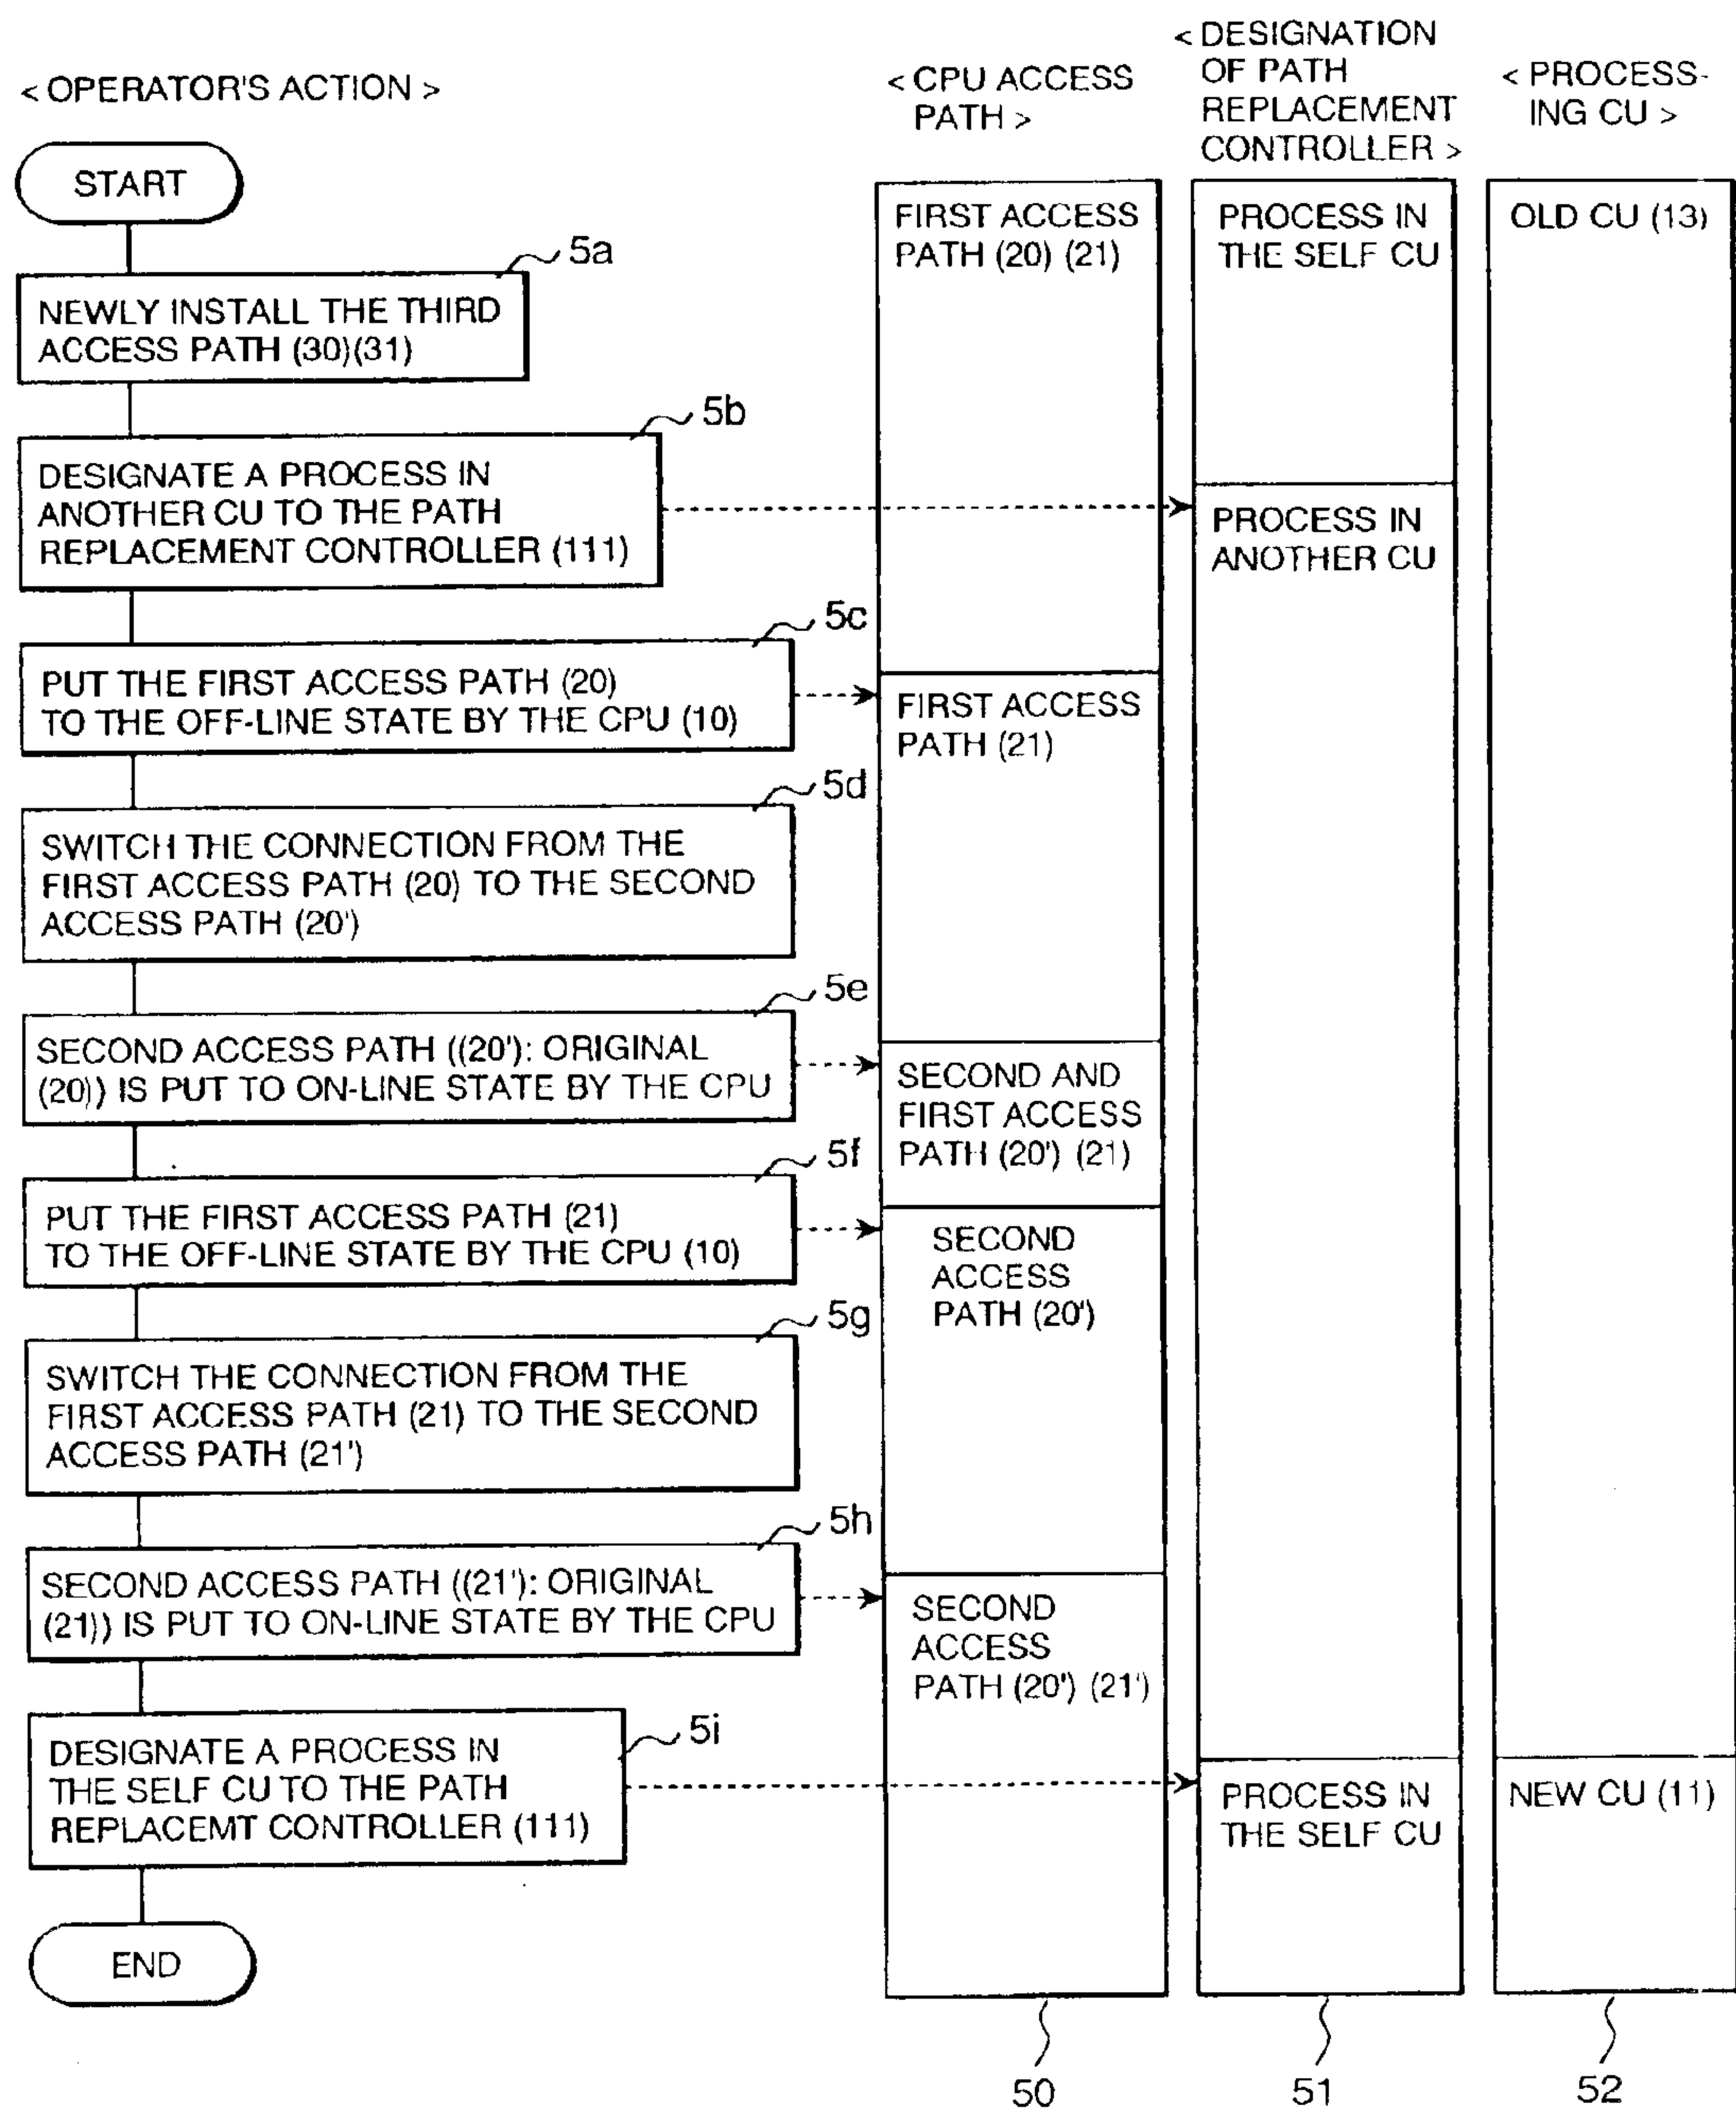 < OPERATOR'S ACTION >
START
5a
NEWLY INSTALL THE THIRD
ACCESS PATH (30)(31)
5b
DESIGNATE A PROCESS IN
ANOTHER CU TO THE PATH
REPLACEMENT CONTROLLER (111)
5c
PUT THE FIRST ACCESS PATH (20)
TO THE OFF-LINE STATE BY THE CPU (10)
5d
SWITCH THE CONNECTION FROM THE
FIRST ACCESS PATH (20) TO THE SECOND
ACCESS PATH (20')
5e
SECOND ACCESS PATH ((20'): ORIGINAL
(20)) IS PUT TO ON-LINE STATE BY THE CPU
5f
PUT THE FIRST ACCESS PATH (21)
TO THE OFF-LINE STATE BY THE CPU (10)
5g
SWITCH THE CONNECTION FROM THE
FIRST ACCESS PATH (21) TO THE SECOND
ACCESS PATH (21')
5h
SECOND ACCESS PATH ((21'): ORIGINAL
(21)) IS PUT TO ON-LINE STATE BY THE CPU
5i
DESIGNATE A PROCESS IN
THE SELF CU TO THE PATH
REPLACEMT CONTROLLER (111)
END
< CPU ACCESS
PATH >
FIRST ACCESS
PATH (20) (21)
FIRST ACCESS
PATH (21)
SECOND AND
FIRST ACCESS
PATH (20') (21)
SECOND
ACCESS
PATH (20')
SECOND
ACCESS
PATH (20') (21')
50
< DESIGNATION
OF PATH
REPLACEMENT
CONTROLLER >
PROCESS IN
THE SELF CU
PROCESS IN
ANOTHER CU
PROCESS IN
THE SELF CU
51
< PROCESS-
ING CU >
OLD CU (13)
NEW CU (11)
52